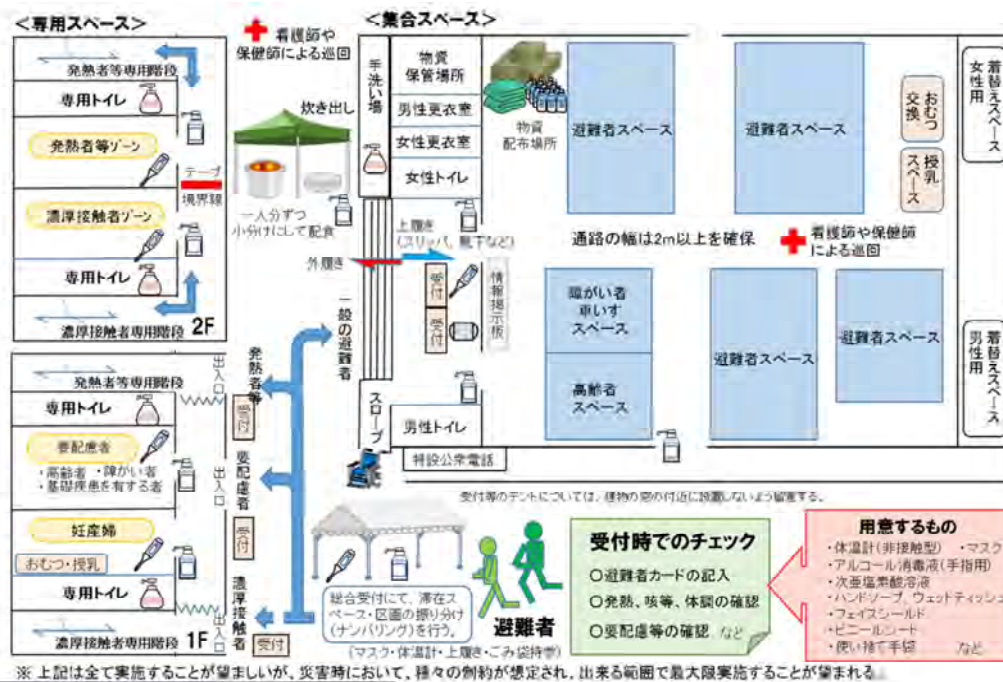 ＜専用スペース＞
発熱者等専用階段
専用トイレ
発熱者等ゾーン
テープ
境界線
濃厚接触者ゾーン
専用トイレ
濃厚接触者専用階段
2F
看護師や
保健師による巡回
炊き出し
一人分ずつ
小分けにして配食
＜集合スペース＞
手洗い場
物資
保管場所
男性更衣室
女性更衣室
女性トイレ
物資
配布場所
避難者スペース
避難者スペース
おむつ
交換
授乳
スペース
着替えスペース
女性用
上履き
(スリッパ、靴下など)
外履き
受付
受付
情報掲示板
通路の幅は2m以上を確保
看護師や保健師
による巡回
障がい者
車いす
スペース
高齢者
スペース
避難者スペース
避難者スペース
着替えスペース
男性用
一般の避難者
スロープ
男性トイレ
特設公衆電話
発熱者等専用階段
出入口
発熱者等
専用トイレ
受付
要配慮者
・高齢者 ・障がい者
・基礎疾患を有する者
出入口
要配慮者
受付
妊産婦
おむつ・授乳
専用トイレ
出入口
濃厚接触者
受付
濃厚接触者専用階段
1F
受付等のテントについては、建物の窓の付近に設置しないよう留意する。
総合受付にて、滞在
スペース・区画の振り分け
(ナンバリング)を行う。
(マスク・体温計・上履き・ごみ袋持参)
避難者
受付時でのチェック
○避難者カードの記入
○発熱、咳等、体調の確認
○要配慮等の確認 など
用意するもの
・体温計(非接触型) ・マスク
・アルコール消毒液(手指用)
・次亜塩素酸溶液
・ハンドソープ、ウェットティッシュ
・フェイスシールド
・ビニールシート
・使い捨て手袋 など
※ 上記は全て実施することが望ましいが、災害時において、種々の制約が想定され、出来る範囲で最大限実施することが望まれる